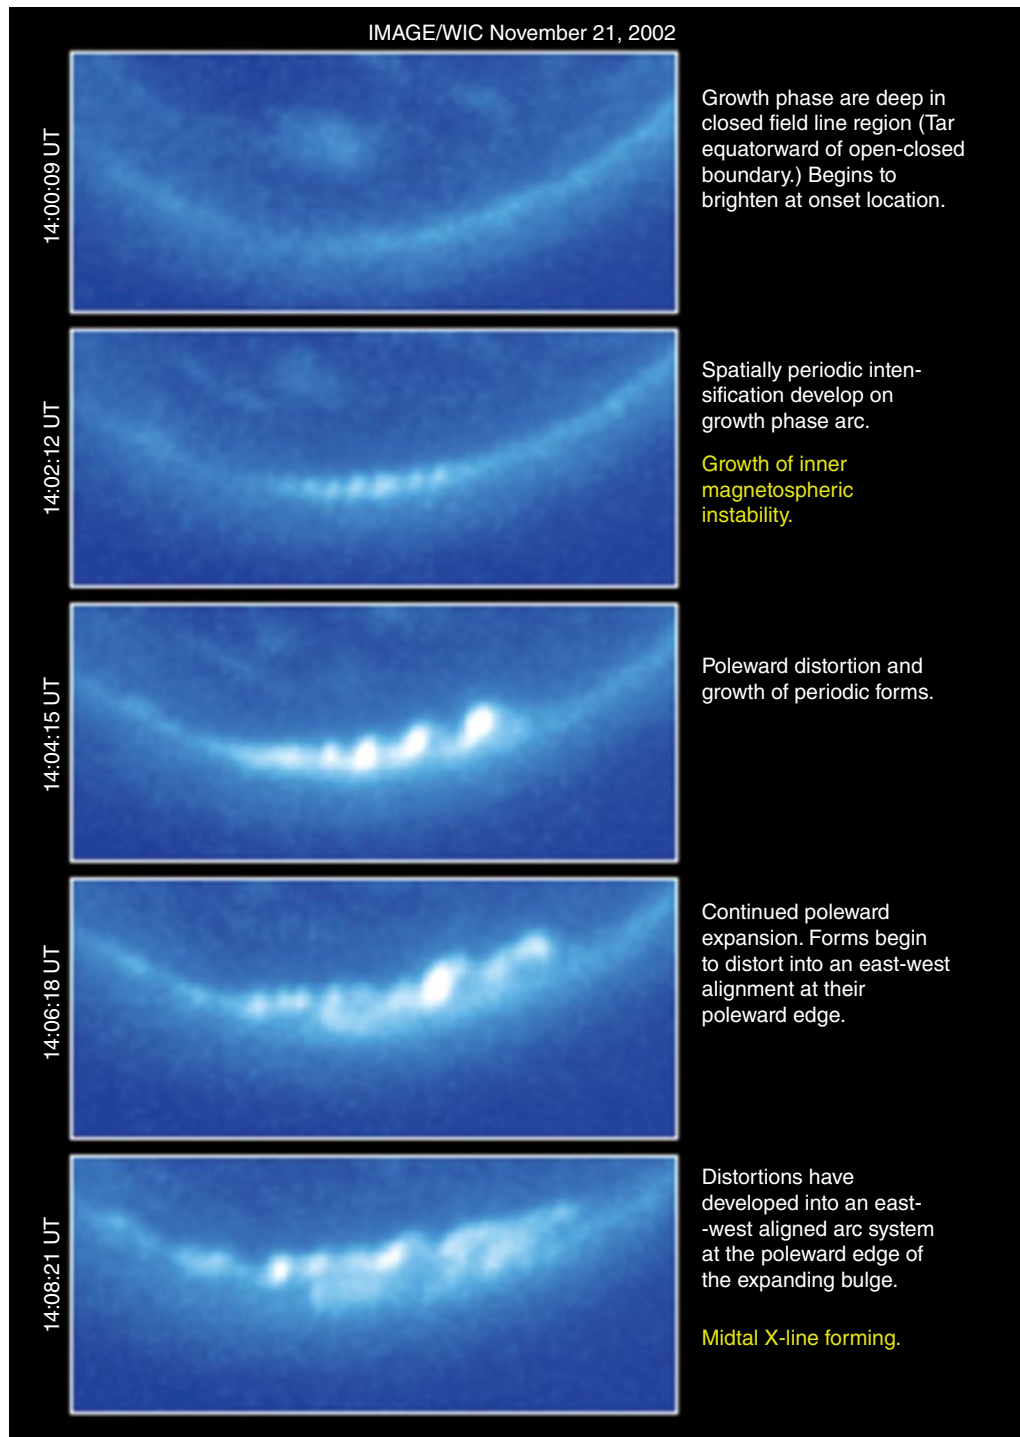 IMAGE/WIC November 21, 2002
14:00:09 UT
Growth phase are deep in
closed field line region (Tar
equatorward of open-closed
boundary.) Begins to
brighten at onset location.
14:02:12 UT
Spatially periodic inten-
sification develop on
growth phase arc.
Growth of inner
magnetospheric
instability.
14:04:15 UT
Poleward distortion and
growth of periodic forms.
14:06:18 UT
Continued poleward
expansion. Forms begin
to distort into an east-west
alignment at their
poleward edge.
14:08:21 UT
Distortions have
developed into an east-
-west aligned arc system
at the poleward edge of
the expanding bulge.
Midtal X-line forming.